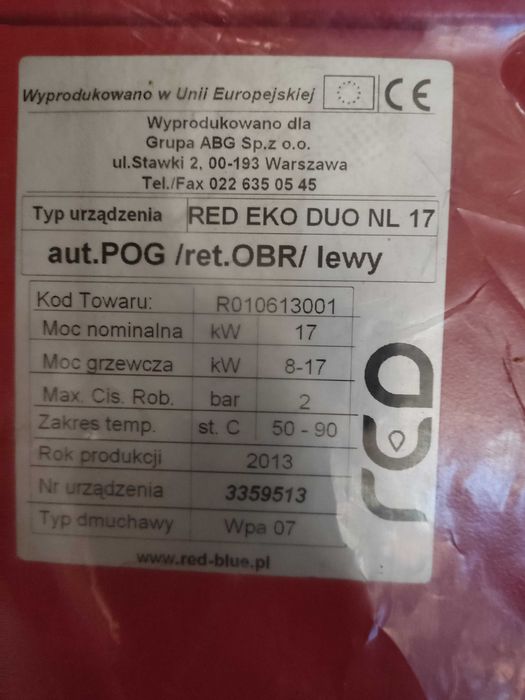 Wyprodukowano w Unii Europejskiej CE
Wyprodukowano dla
Grupa ABG Sp.z o.o.
ul.Stawki 2, 00-193 Warszawa
Tel./Fax 022 635 05 45
Typ urządzenia RED EKO DUO NL 17
aut.POG /ret.OBR/ lewy
Kod Towaru: R010613001
Moc nominalna kW 17
Moc grzewcza kW 8-17
Max. Cis. Rob. bar 2
Zakres temp. st. C 50 - 90
Rok produkcji 2013
Nr urządzenia 3359513
Typ dmuchawy Wpa 07
www.red-blue.pl
red